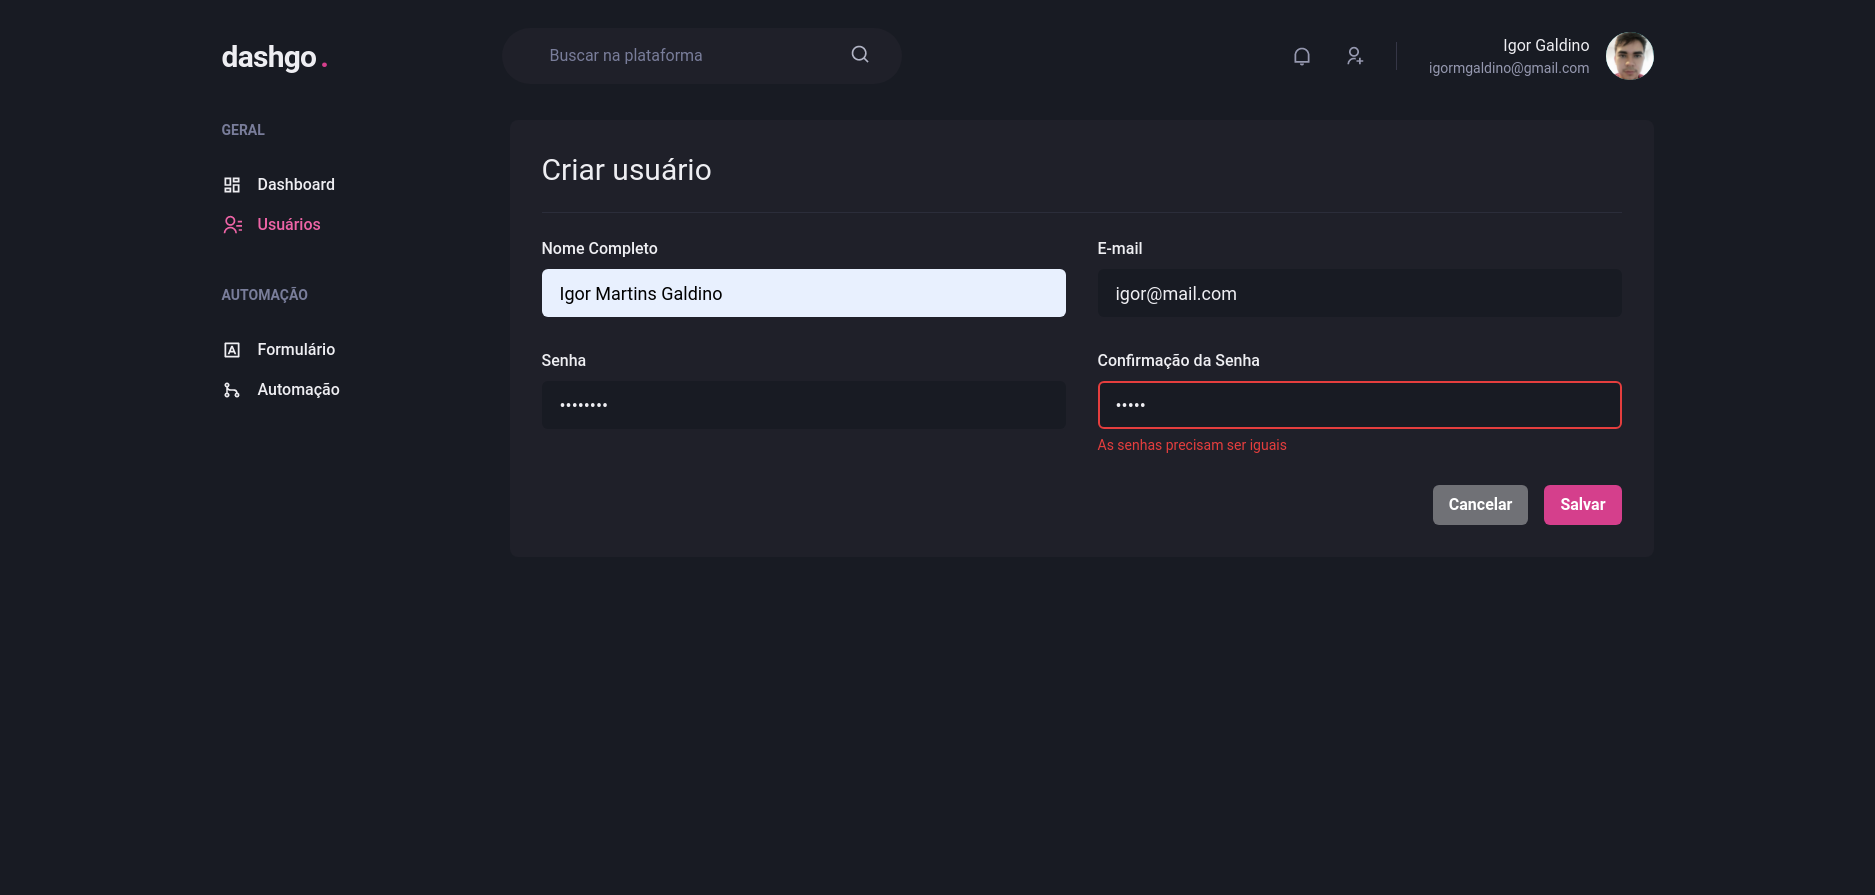 dashgo.
Buscar na plataforma
Igor Galdino
igormgaldino@gmail.com
GERAL
Dashboard
Usuários
AUTOMAÇÃO
Formulário
Automação
Criar usuário
Nome Completo
E-mail
Igor Martins Galdino
igor@mail.com
Senha
Confirmação da Senha
••••••••
•••••
As senhas precisam ser iguais
Cancelar
Salvar